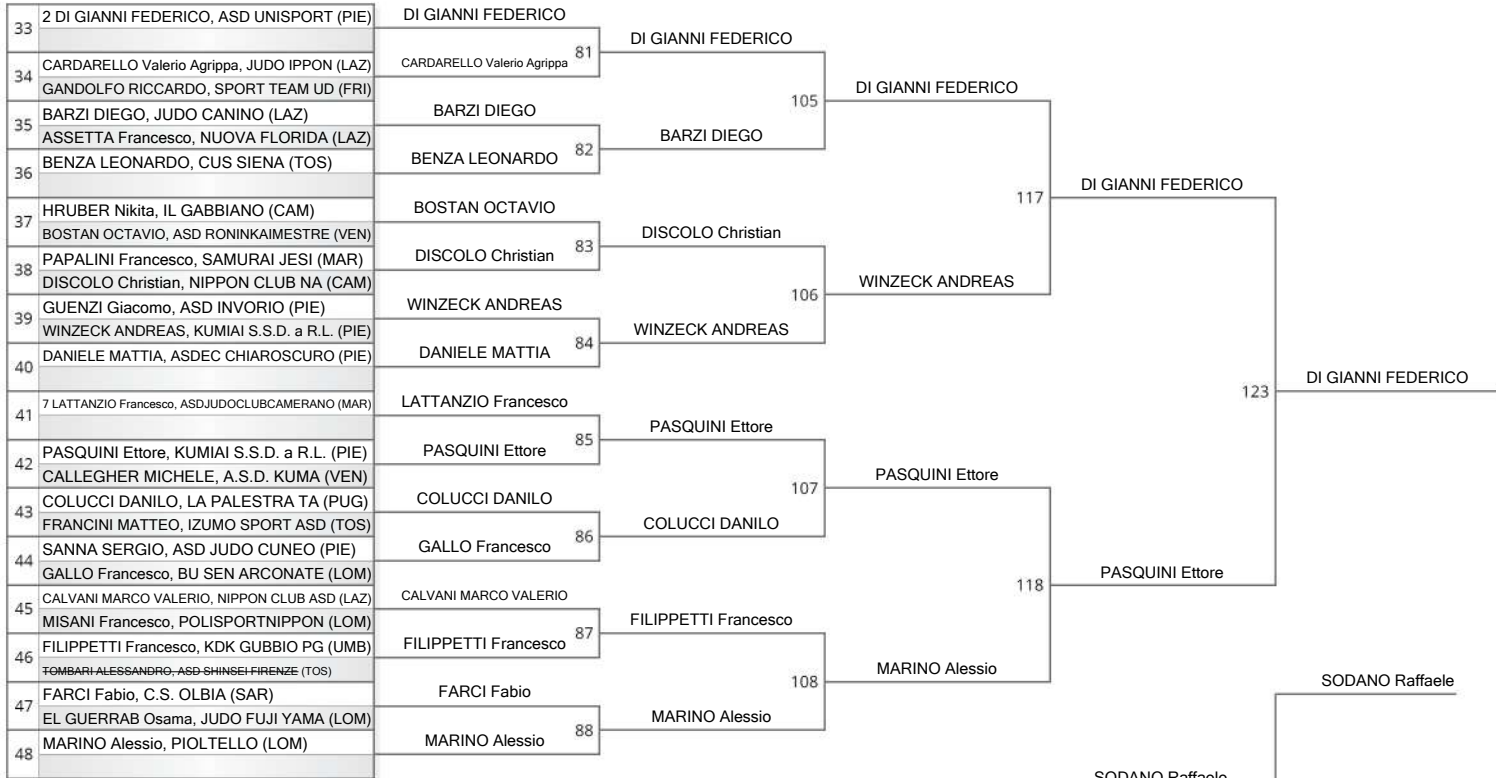 33
2 DI GIANNI FEDERICO, ASD UNISPORT (PIE)
34
CARDARELLO Valerio Agrippa, JUDO IPPON (LAZ)
GANDOLFO RICCARDO, SPORT TEAM UD (FRI)
35
BARZI DIEGO, JUDO CANINO (LAZ)
ASSETTA Francesco, NUOVA FLORIDA (LAZ)
36
BENZA LEONARDO, CUS SIENA (TOS)
37
HRUBER Nikita, IL GABBIANO (CAM)
BOSTAN OCTAVIO, ASD RONINKAIMESTRE (VEN)
38
PAPALINI Francesco, SAMURAI JESI (MAR)
DISCOLO Christian, NIPPON CLUB NA (CAM)
39
GUENZI Giacomo, ASD INVORIO (PIE)
WINZECK ANDREAS, KUMIAI S.S.D. a R.L. (PIE)
40
DANIELE MATTIA, ASDEC CHIAROSCURO (PIE)
41
7 LATTANZIO Francesco, ASDJUDOCLUBCAMERANO (MAR)
42
PASQUINI Ettore, KUMIAI S.S.D. a R.L. (PIE)
CALLEGHER MICHELE, A.S.D. KUMA (VEN)
43
COLUCCI DANILO, LA PALESTRA TA (PUG)
FRANCINI MATTEO, IZUMO SPORT ASD (TOS)
44
SANNA SERGIO, ASD JUDO CUNEO (PIE)
GALLO Francesco, BU SEN ARCONATE (LOM)
45
CALVANI MARCO VALERIO, NIPPON CLUB ASD (LAZ)
MISANI Francesco, POLISPORTNIPPON (LOM)
46
FILIPPETTI Francesco, KDK GUBBIO PG (UMB)
TOMBARI ALESSANDRO, ASD SHINSEI FIRENZE (TOS)
47
FARCI Fabio, C.S. OLBIA (SAR)
EL GUERRAB Osama, JUDO FUJI YAMA (LOM)
48
MARINO Alessio, PIOLTELLO (LOM)
DI GIANNI FEDERICO
81
CARDARELLO Valerio Agrippa
BARZI DIEGO
82
BENZA LEONARDO
BOSTAN OCTAVIO
83
DISCOLO Christian
WINZECK ANDREAS
84
DANIELE MATTIA
LATTANZIO Francesco
85
PASQUINI Ettore
COLUCCI DANILO
86
GALLO Francesco
CALVANI MARCO VALERIO
87
FILIPPETTI Francesco
FARCI Fabio
88
MARINO Alessio
DI GIANNI FEDERICO
105
BARZI DIEGO
DISCOLO Christian
106
WINZECK ANDREAS
PASQUINI Ettore
107
COLUCCI DANILO
FILIPPETTI Francesco
108
MARINO Alessio
DI GIANNI FEDERICO
117
WINZECK ANDREAS
PASQUINI Ettore
118
MARINO Alessio
DI GIANNI FEDERICO
123
PASQUINI Ettore
DI GIANNI FEDERICO
SODANO Raffaele
SODANO Raffaele